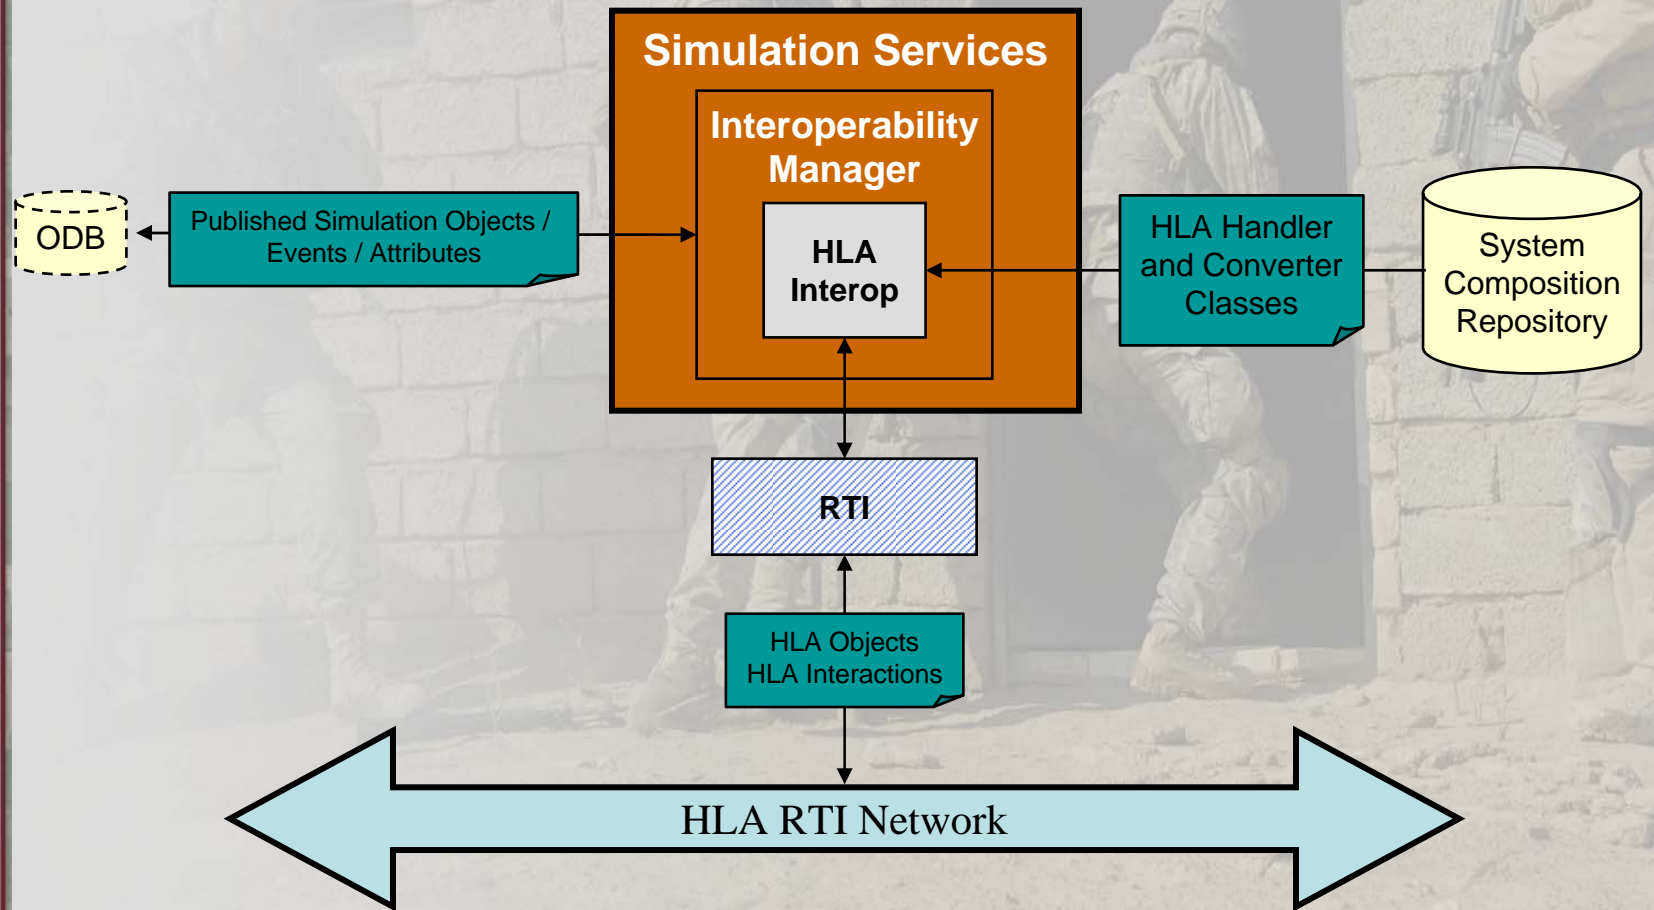 Simulation Services
Interoperability
Manager
HLA
Interop
ODB
Published Simulation Objects /
Events / Attributes
HLA Handler
and Converter
Classes
System
Composition
Repository
RTI
HLA Objects
HLA Interactions
HLA RTI Network